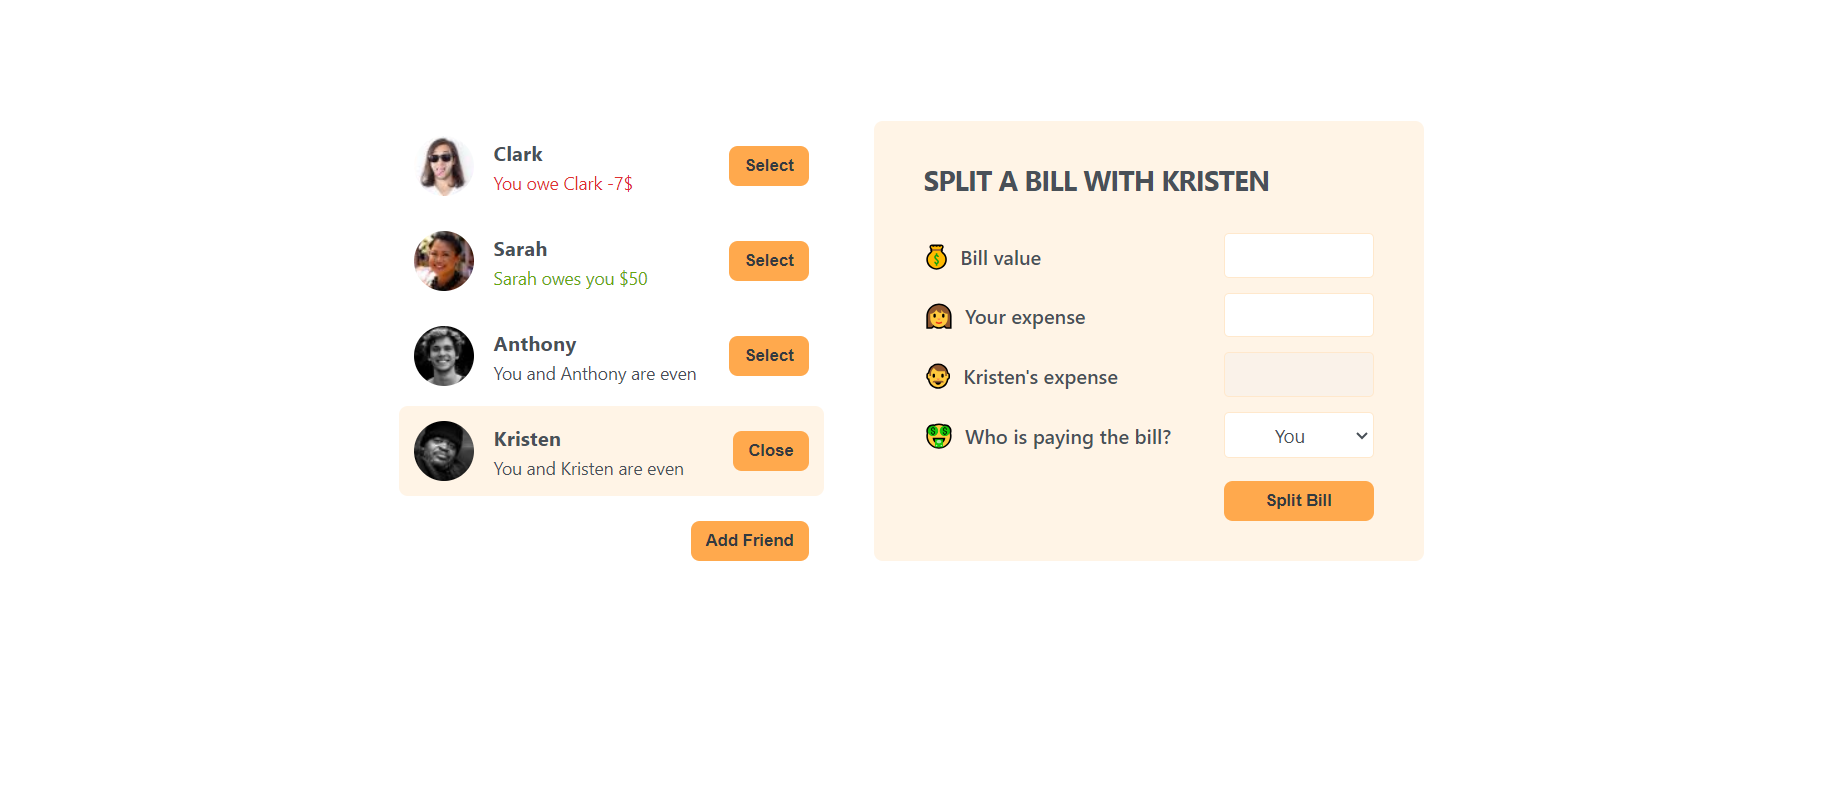 Clark
You owe Clark -7$
Select
Sarah
Sarah owes you $50
Select
Anthony
You and Anthony are even
Select
Kristen
You and Kristen are even
Close
Add Friend
SPLIT A BILL WITH KRISTEN
💰 Bill value
👩 Your expense
👨 Kristen's expense
🤑 Who is paying the bill?
You
Split Bill